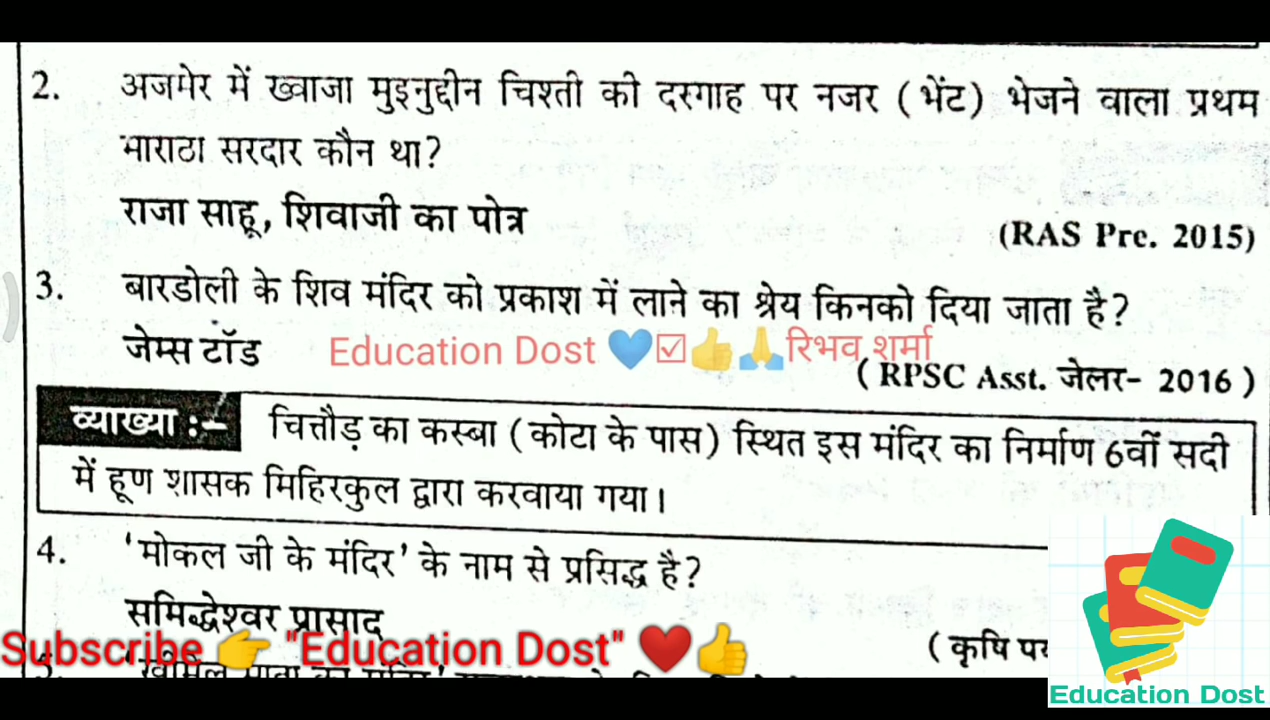 2. अजमेर में ख्वाजा मुइनुद्दीन चिश्ती की दरगाह पर नजर (भेंट) भेजने वाला प्रथम
माराठा सरदार कौन था?
राजा साहू, शिवाजी का पोत्र
(RAS Pre. 2015)
3. बारडोली के शिव मंदिर को प्रकाश में लाने का श्रेय किनको दिया जाता है?
जेम्स टॉड
Education Dost 💙☑👍🙏रिभव शर्मा
( RPSC Asst. जेलर- 2016 )
व्याख्या :- चित्तौड़ का कस्बा (कोटा के पास) स्थित इस मंदिर का निर्माण 6वीं सदी
में हूण शासक मिहिरकुल द्वारा करवाया गया।
4. 'मोकल जी के मंदिर' के नाम से प्रसिद्ध है?
समिद्धेश्वर प्रासाद
Subscribe 👉 "Education Dost" ❤👍
( कृषि
Education Dost